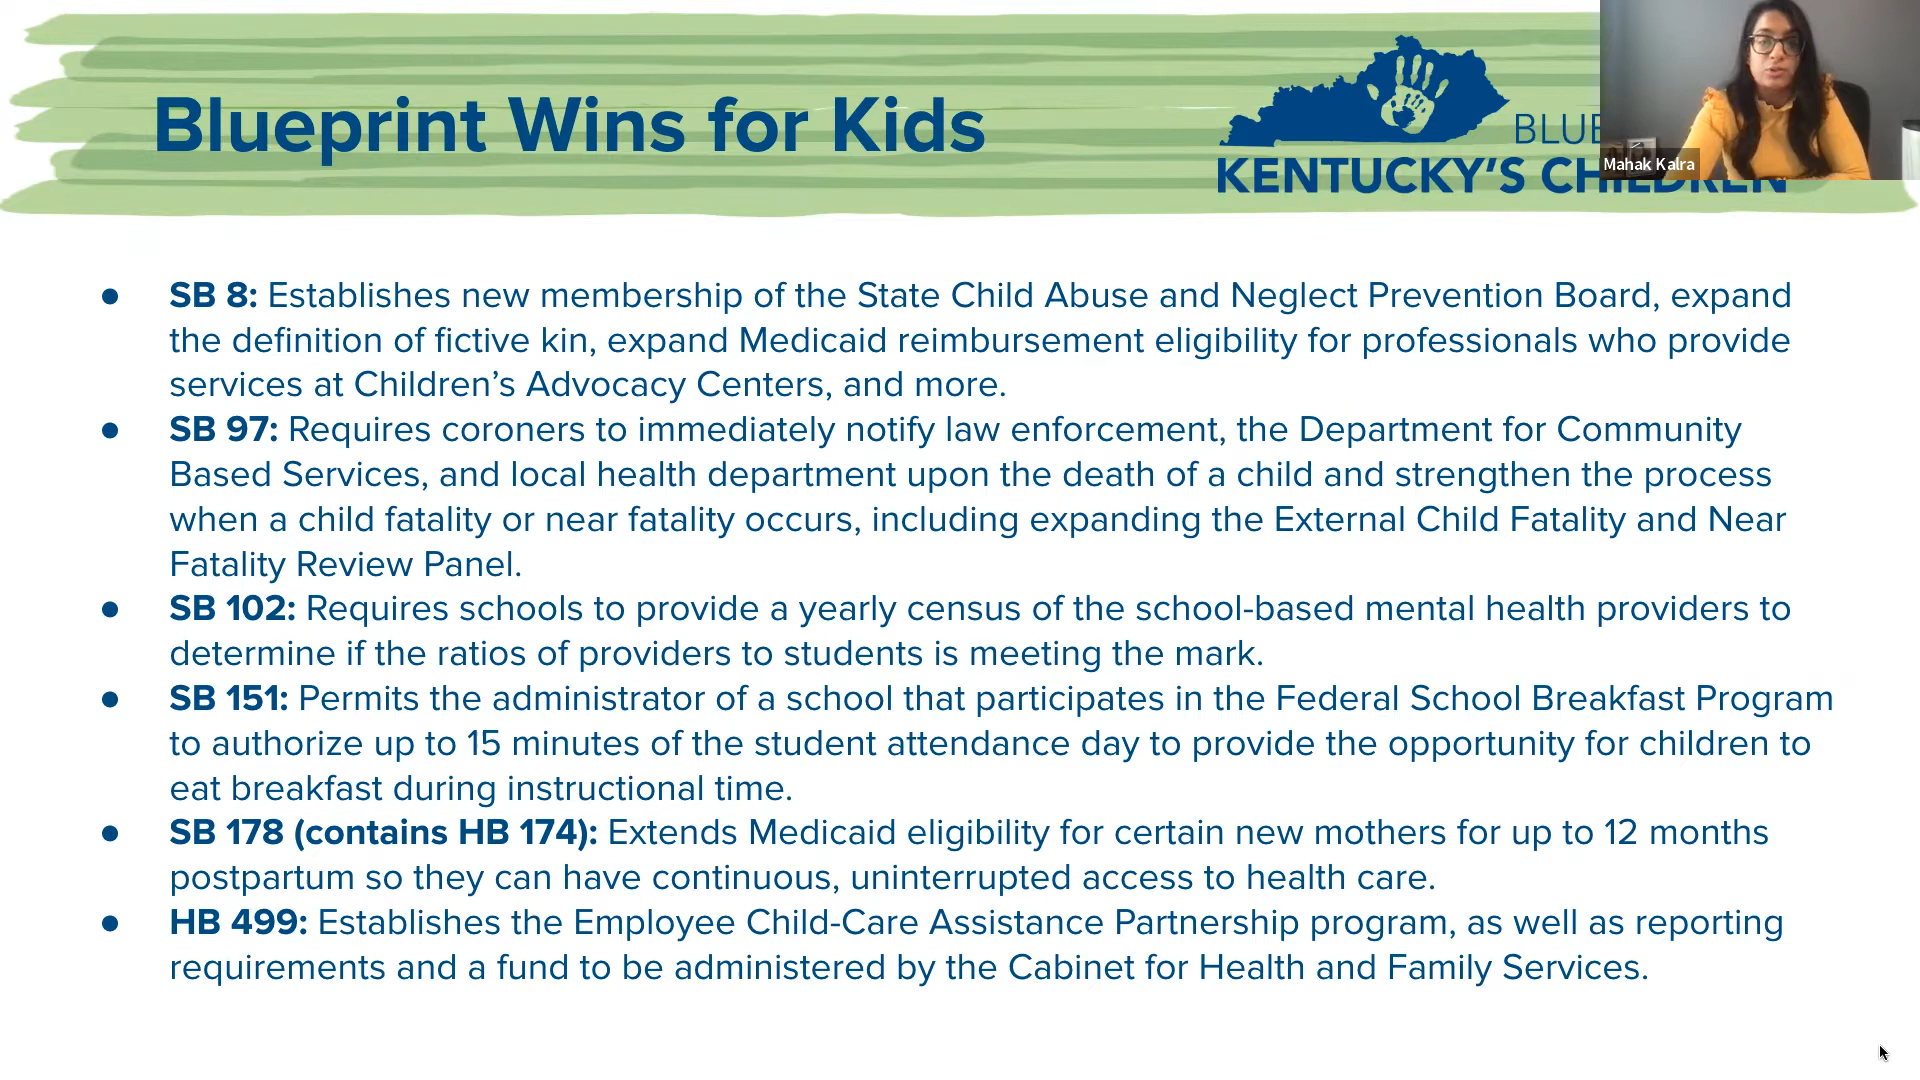 Blueprint Wins for Kids
BLUE
KENTUCKY'S CHILDREN
Mahak Kalra
● SB 8: Establishes new membership of the State Child Abuse and Neglect Prevention Board, expand
the definition of fictive kin, expand Medicaid reimbursement eligibility for professionals who provide
services at Children's Advocacy Centers, and more.
● SB 97: Requires coroners to immediately notify law enforcement, the Department for Community
Based Services, and local health department upon the death of a child and strengthen the process
when a child fatality or near fatality occurs, including expanding the External Child Fatality and Near
Fatality Review Panel.
● SB 102: Requires schools to provide a yearly census of the school-based mental health providers to
determine if the ratios of providers to students is meeting the mark.
● SB 151: Permits the administrator of a school that participates in the Federal School Breakfast Program
to authorize up to 15 minutes of the student attendance day to provide the opportunity for children to
eat breakfast during instructional time.
● SB 178 (contains HB 174): Extends Medicaid eligibility for certain new mothers for up to 12 months
postpartum so they can have continuous, uninterrupted access to health care.
● HB 499: Establishes the Employee Child-Care Assistance Partnership program, as well as reporting
requirements and a fund to be administered by the Cabinet for Health and Family Services.